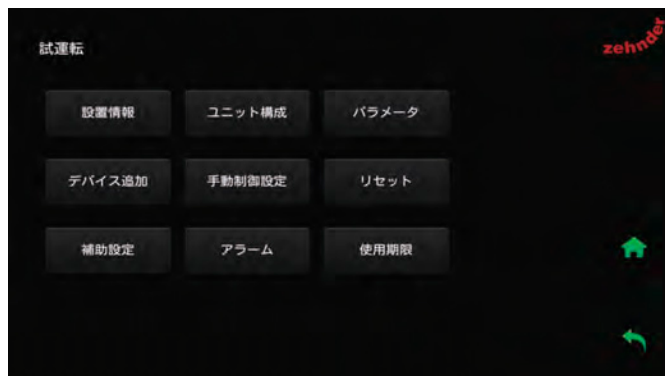 試運転
zehnder
設置情報 ユニット構成 パラメータ
デバイス追加 手動制御設定 リセット
補助設定 アラーム 使用期限